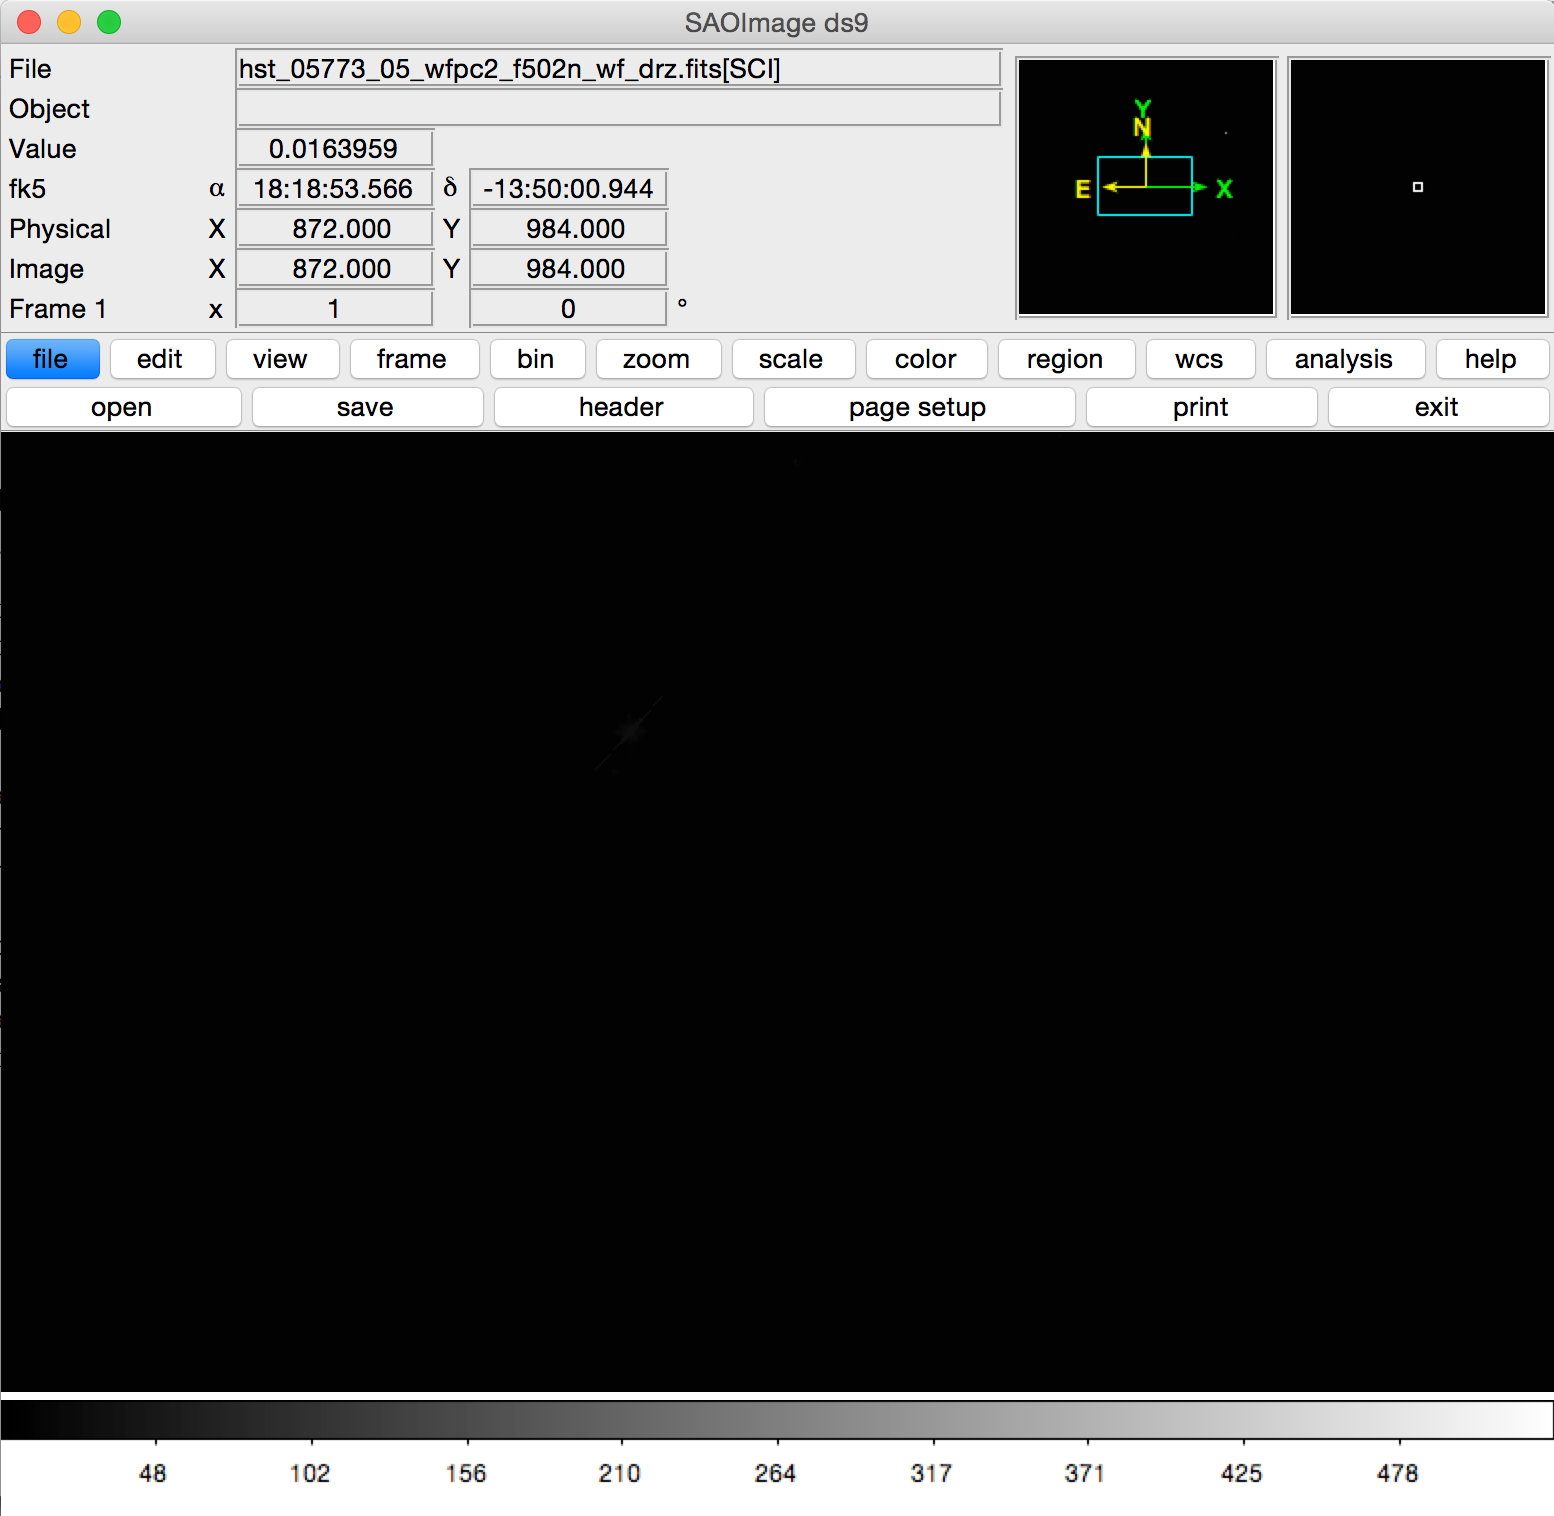 SAOImage ds9
File hst_05773_05_wfpc2_f502n_wf_drz.fits[SCI]
Object
Value 0.0163959
fk5 α 18:18:53.566 δ -13:50:00.944
Physical X 872.000 Y 984.000
Image X 872.000 Y 984.000
Frame 1 x 1 0 °
Y
N
E X
file edit view frame bin zoom scale color region wcs analysis help
open save header page setup print exit
48 102 156 210 264 317 371 425 478